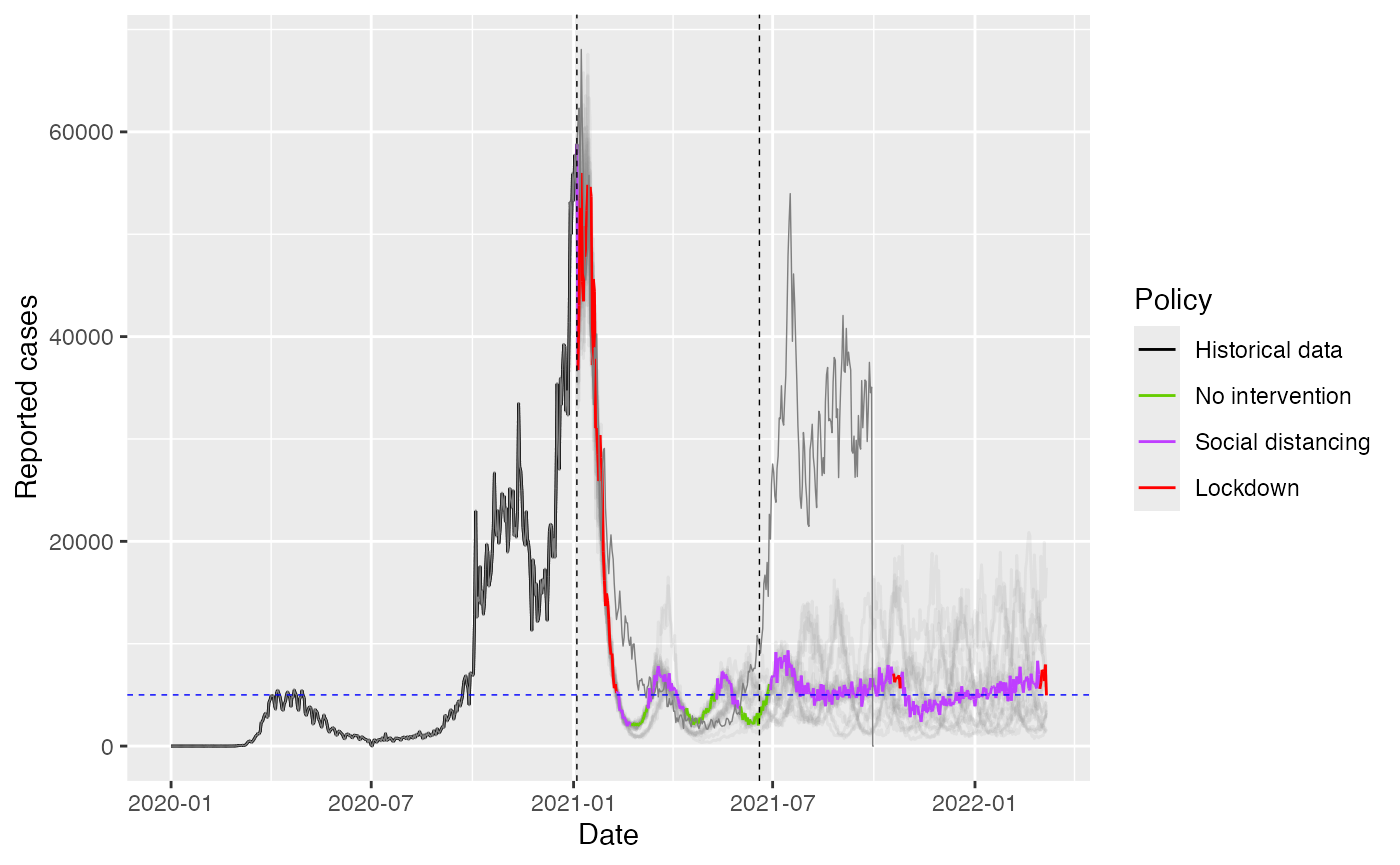 60000
40000
20000
0
Reported cases
2020-01
2020-07
2021-01
2021-07
2022-01
Date
Policy
Historical data
No intervention
Social distancing
Lockdown